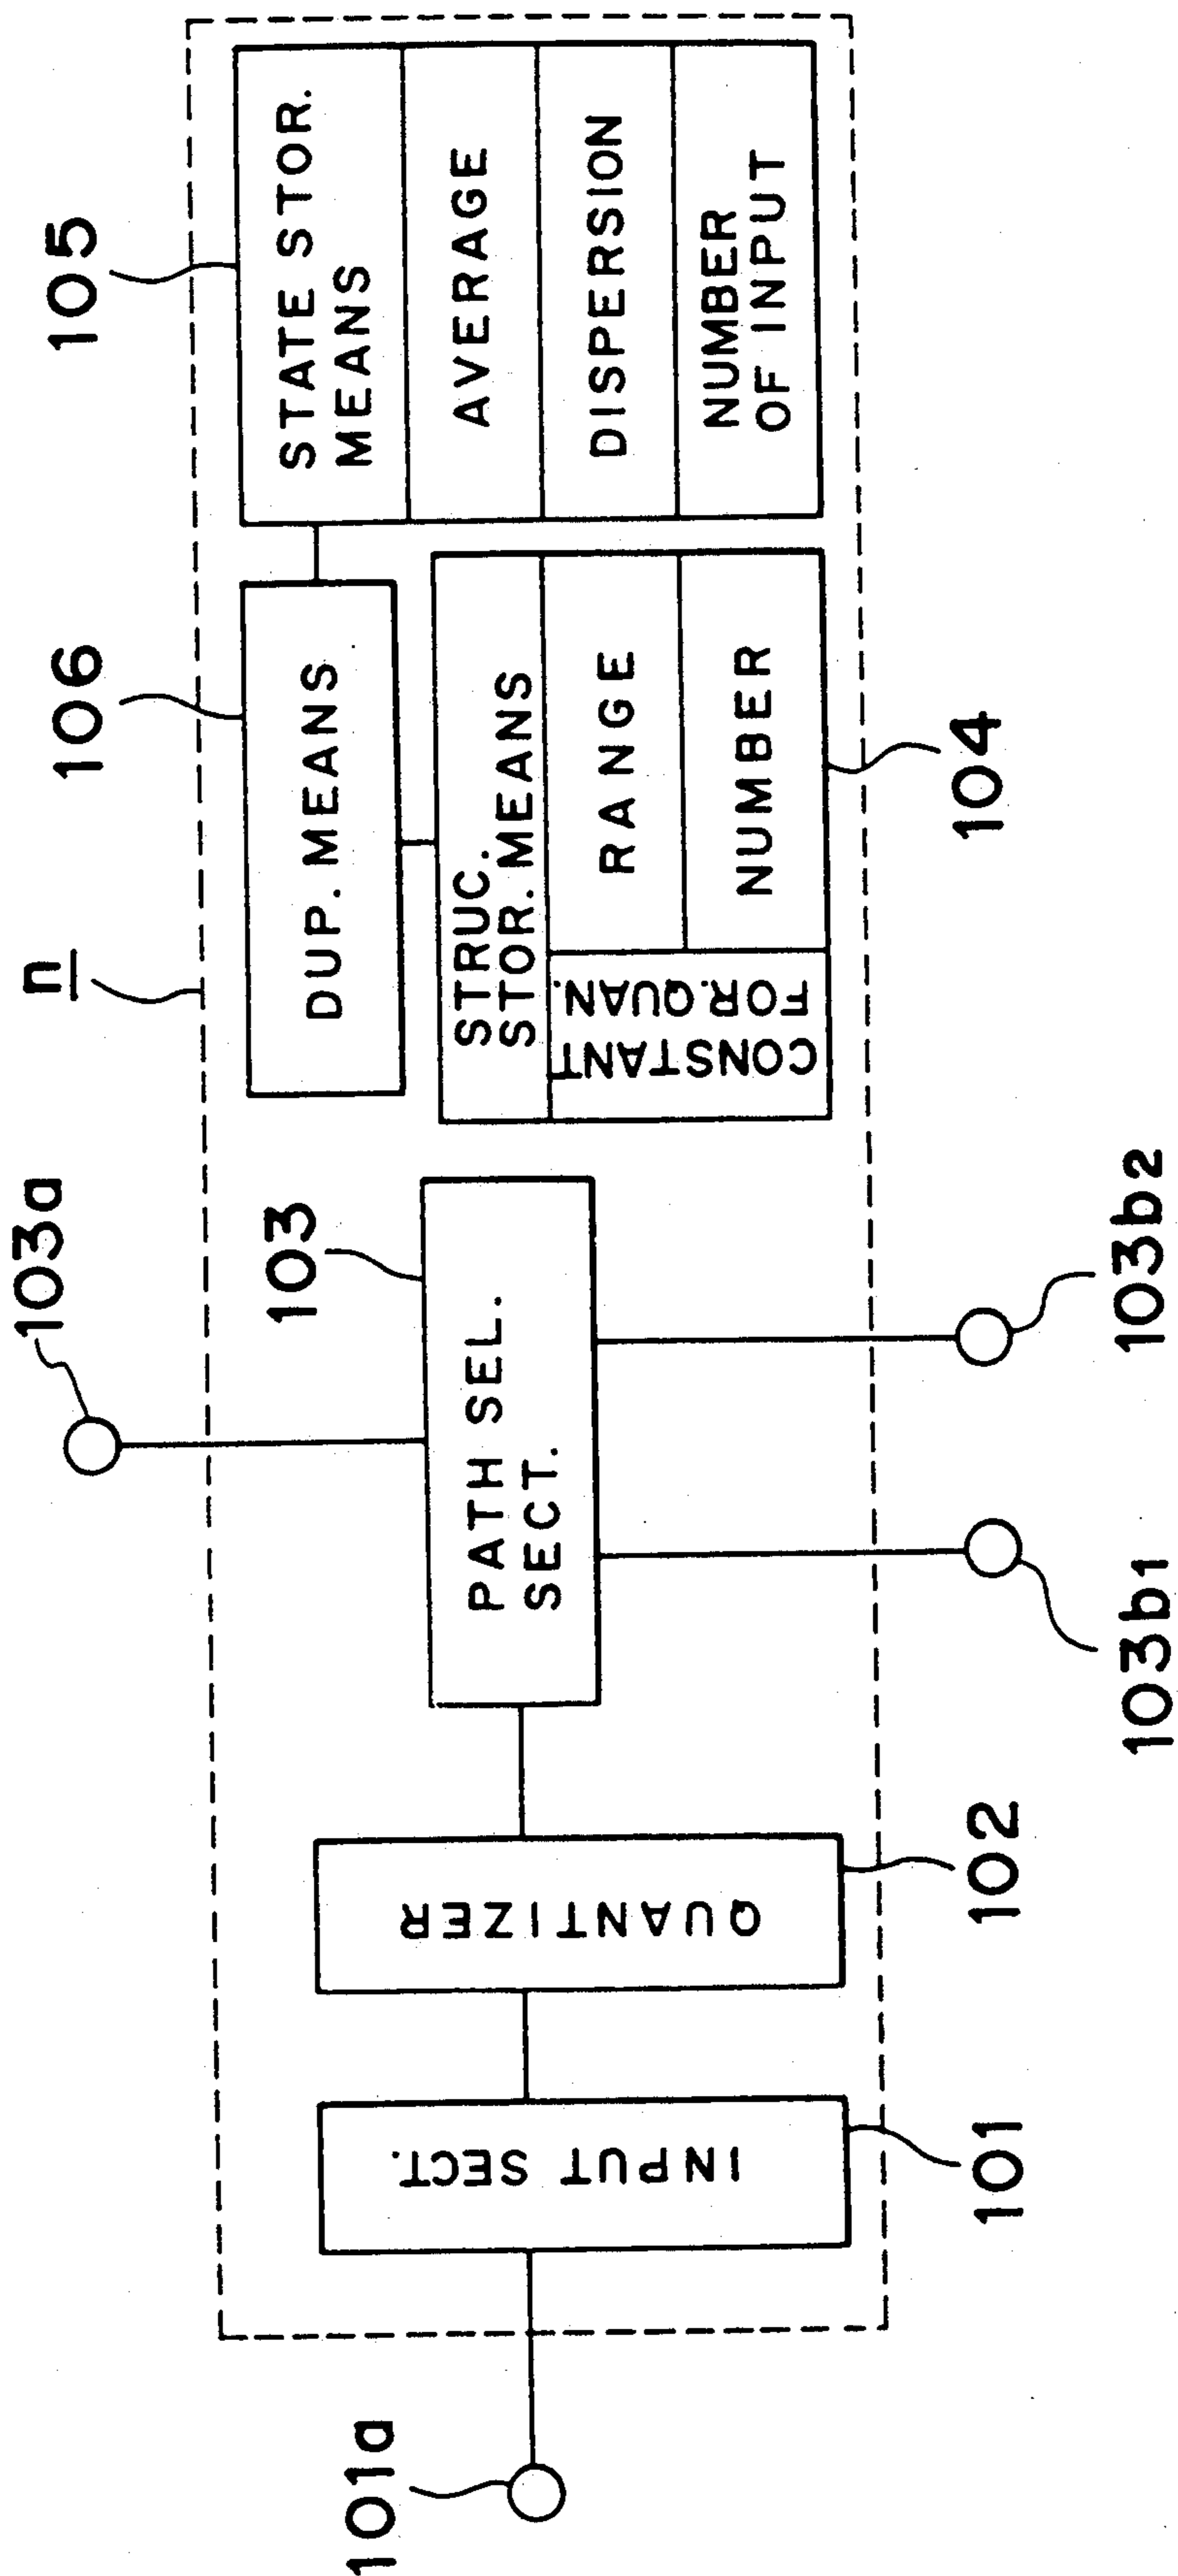 103a
n
106
105
103
DUP. MEANS
STATE STOR.
MEANS
AVERAGE
DISPERSION
NUMBER
OF INPUT
STRUC.
STOR. MEANS
CONSTANT
FOR.QUAN.
RANGE
NUMBER
104
PATH SEL.
SECT.
101a
INPUT SECT.
QUANTIZER
101
102
103b1
103b2